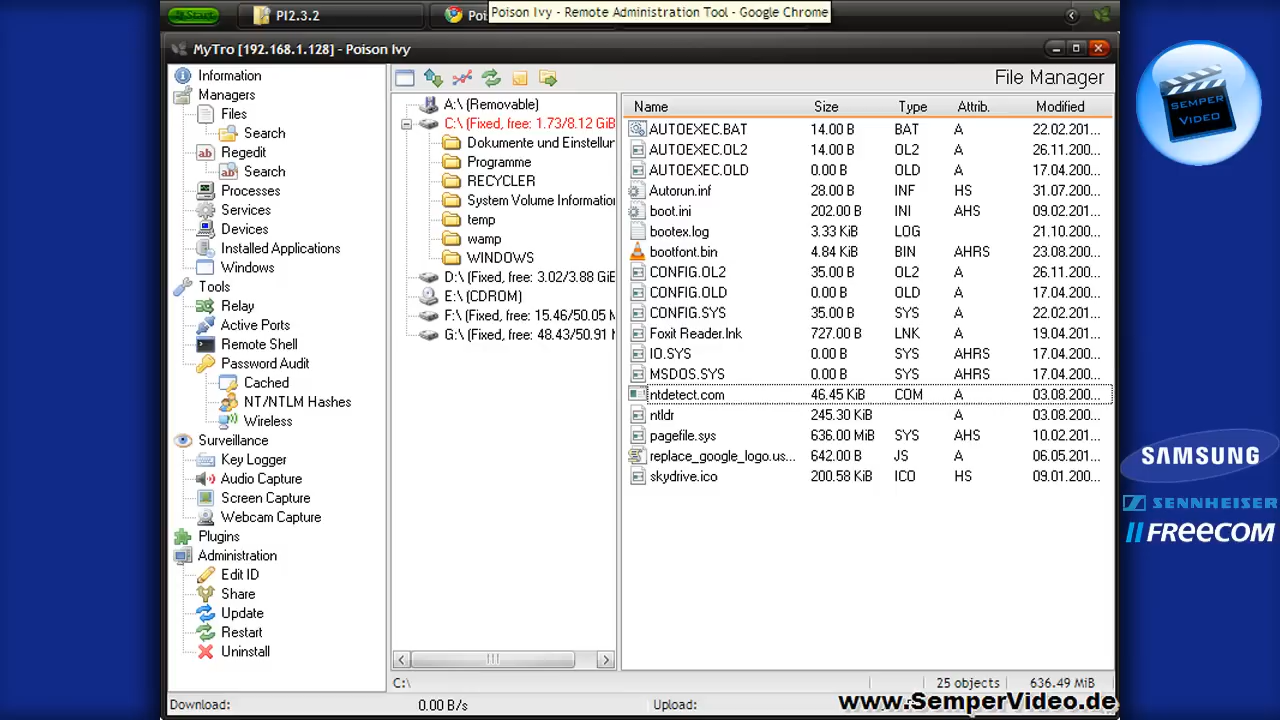 Start
PI2.3.2
Poi
Poison Ivy - Remote Administration Tool - Google Chrome
MyTro [192.168.1.128] - Poison Ivy
Information
Managers
Files
Search
Regedit
Search
Processes
Services
Devices
Installed Applications
Windows
Tools
Relay
Active Ports
Remote Shell
Password Audit
Cached
NT/NTLM Hashes
Wireless
Surveillance
Key Logger
Audio Capture
Screen Capture
Webcam Capture
Plugins
Administration
Edit ID
Share
Update
Restart
Uninstall
File Manager
A:\ (Removable)
C:\ (Fixed, free: 1.73/8.12 GiB
Dokumente und Einstellun
Programme
RECYCLER
System Volume Informatio
temp
wamp
WINDOWS
D:\ (Fixed, free: 3.02/3.88 GiE
E:\ (CDROM)
F:\ (Fixed, free: 15.46/50.05 M
G:\ (Fixed, free: 48.43/50.91 M
Name Size Type Attrib. Modified
AUTOEXEC.BAT 14.00 B BAT A 22.02.201...
AUTOEXEC.OL2 14.00 B OL2 A 26.11.200...
AUTOEXEC.OLD 0.00 B OLD A 17.04.200...
Autorun.inf 28.00 B INF HS 31.07.200...
boot.ini 202.00 B INI AHS 09.02.201...
bootex.log 3.33 KiB LOG 21.10.200...
bootfont.bin 4.84 KiB BIN AHRS 23.08.200...
CONFIG.OL2 35.00 B OL2 A 26.11.200...
CONFIG.OLD 0.00 B OLD A 17.04.200...
CONFIG.SYS 35.00 B SYS A 22.02.201...
Foxit Reader.lnk 727.00 B LNK A 19.04.201...
IO.SYS 0.00 B SYS AHRS 17.04.200...
MSDOS.SYS 0.00 B SYS AHRS 17.04.200...
ntdetect.com 46.45 KiB COM A 03.08.200...
ntldr 245.30 KiB A 03.08.200...
pagefile.sys 636.00 MiB SYS AHS 10.02.201...
replace_google_logo.us... 642.00 B JS A 06.05.201...
skydrive.ico 200.58 KiB ICO HS 09.01.200...
C:\ 25 objects 636.49 MiB
Download: 0.00 B/s Upload:
www.SemperVideo.de
SEMPER
VIDEO
SAMSUNG
SENNHEISER
FREECOM